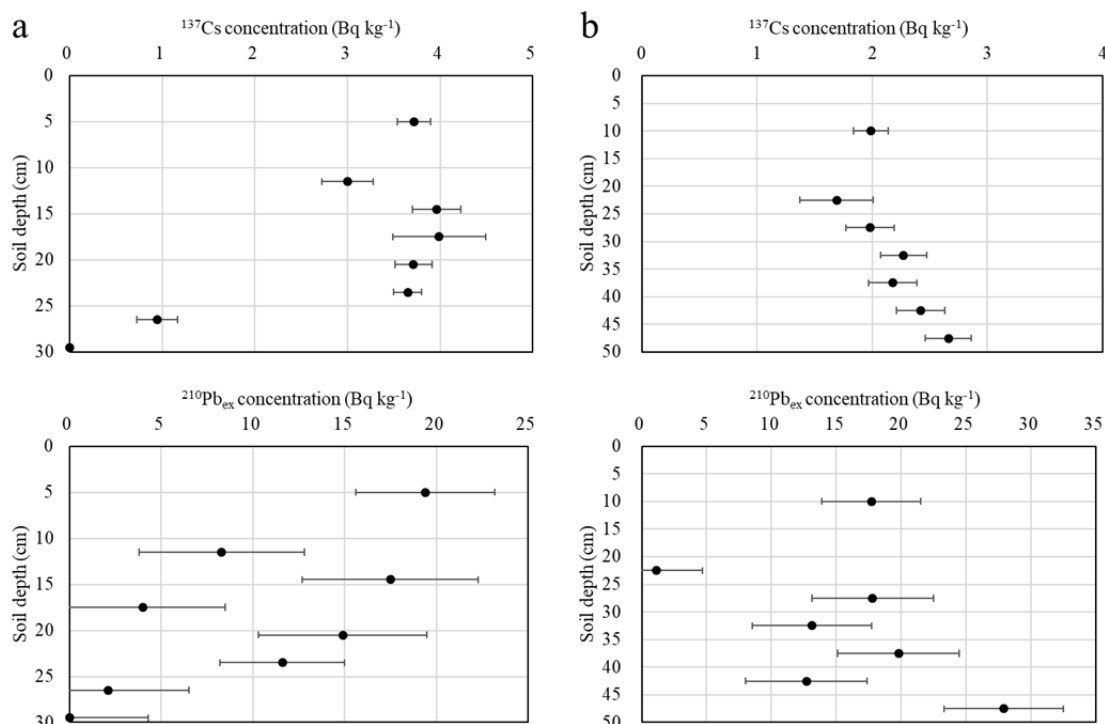 a
¹³⁷Cs concentration (Bq kg⁻¹)
0 1 2 3 4 5
Soil depth (cm)
0
5
10
15
20
25
30
b
¹³⁷Cs concentration (Bq kg⁻¹)
0 1 2 3 4
Soil depth (cm)
0
5
10
15
20
25
30
35
40
45
50
²¹⁰Pbₑₓ concentration (Bq kg⁻¹)
0 5 10 15 20 25
Soil depth (cm)
0
5
10
15
20
25
30
²¹⁰Pbₑₓ concentration (Bq kg⁻¹)
0 5 10 15 20 25 30 35
Soil depth (cm)
0
5
10
15
20
25
30
35
40
45
50